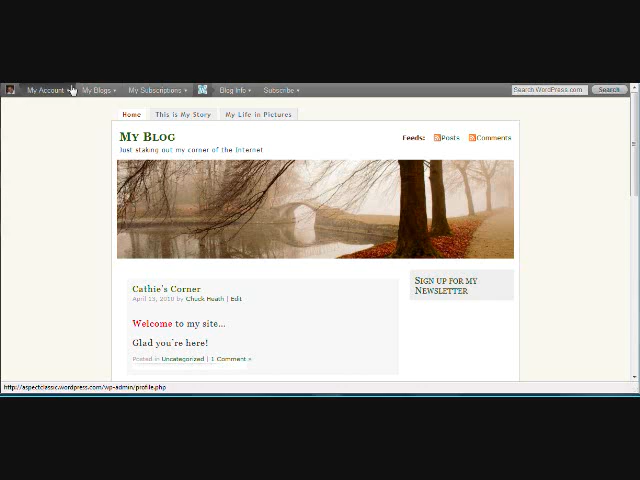 My Account
My Blogs
My Subscriptions
Blog Info
Subscribe
Search WordPress.com
Search
Home
This is My Story
My Life in Pictures
My Blog
Just staking out my corner of the Internet
Feeds:
Posts
Comments
Cathie's Corner
April 13, 2010 by Chuck Heath | Edit
Welcome to my site...
Glad you're here!
Posted in Uncategorized | 1 Comment »
Sign up for my
Newsletter
http://aspectclassic.wordpress.com/wp-admin/profile.php